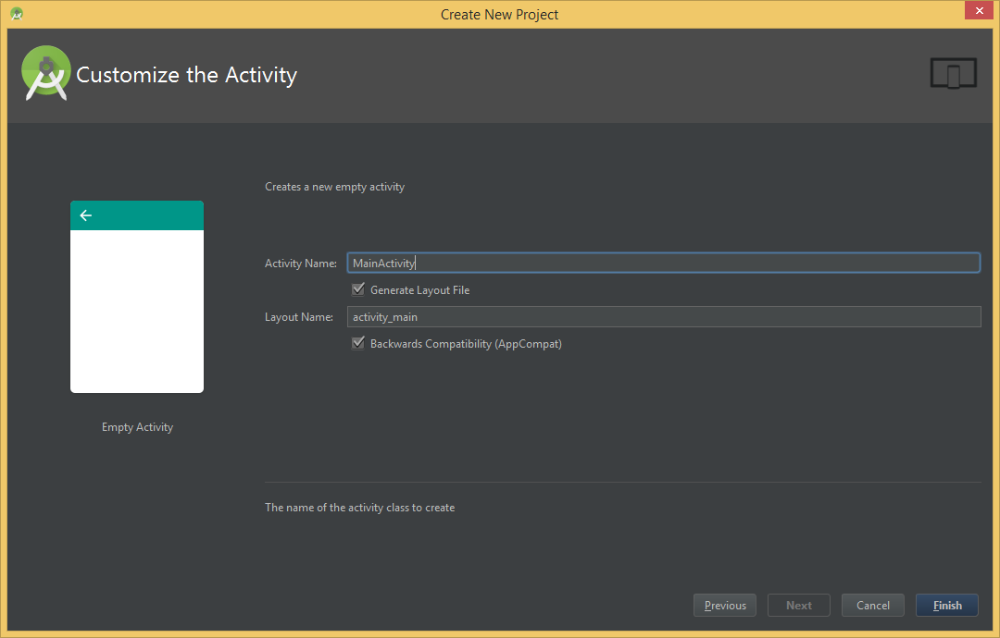 Create New Project
Customize the Activity
Creates a new empty activity
Activity Name: MainActivity
Generate Layout File
Layout Name: activity_main
Backwards Compatibility (AppCompat)
Empty Activity
The name of the activity class to create
Previous Next Cancel Finish